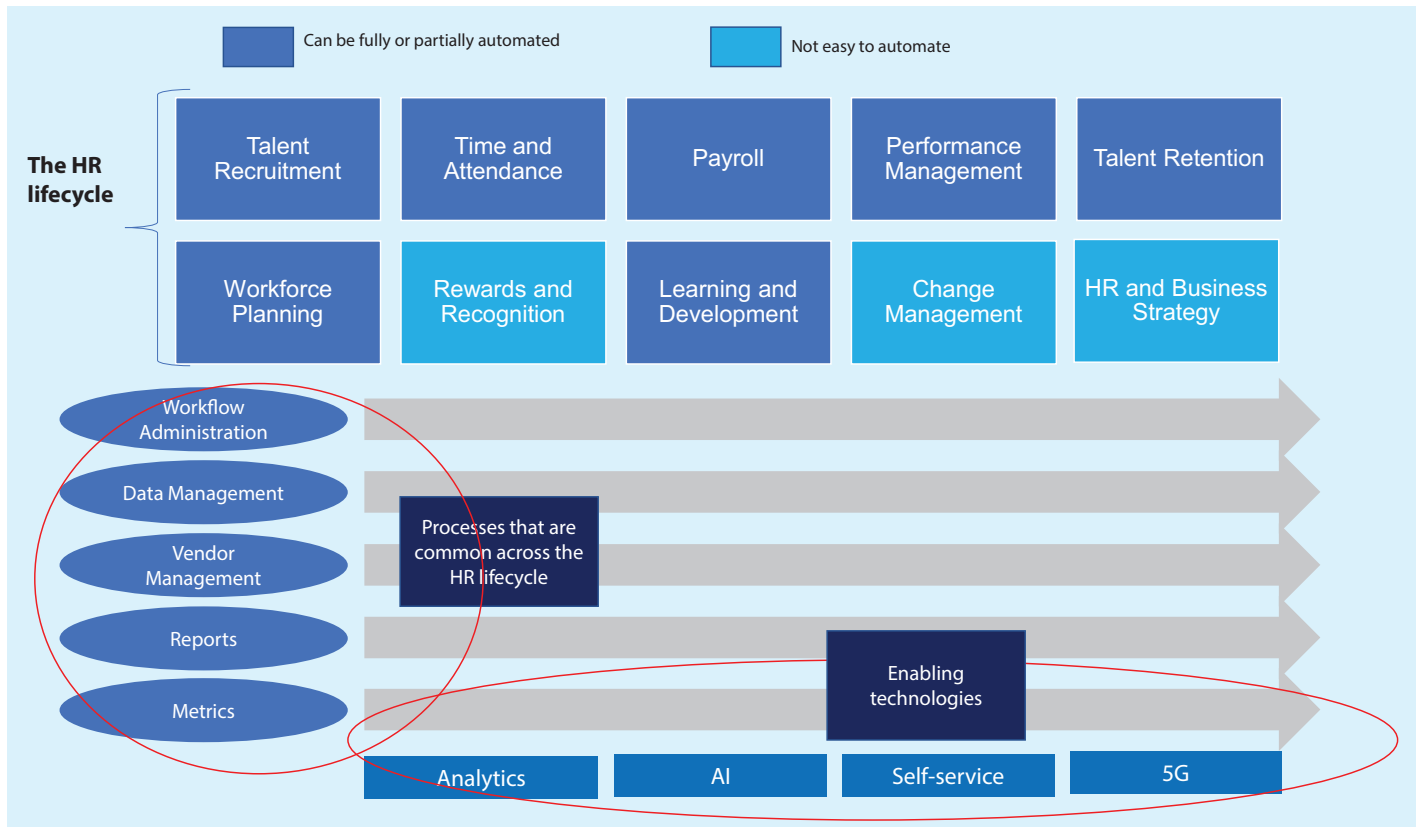 Can be fully or partially automated
Not easy to automate
The HR
lifecycle
Talent
Recruitment
Time and
Attendance
Payroll
Performance
Management
Talent Retention
Workforce
Planning
Rewards and
Recognition
Learning and
Development
Change
Management
HR and Business
Strategy
Workflow
Administration
Data Management
Vendor
Management
Reports
Metrics
Processes that are
common across the
HR lifecycle
Enabling
technologies
Analytics
AI
Self-service
5G